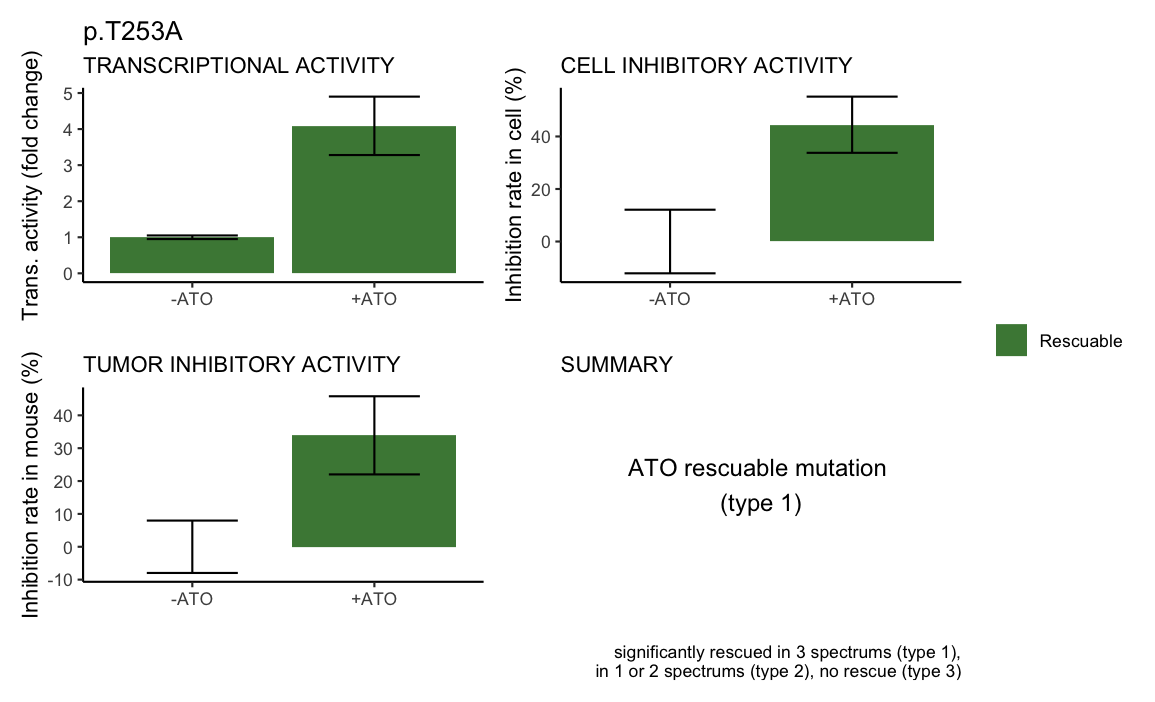 p.T253A
TRANSCRIPTIONAL ACTIVITY
Trans. activity (fold change)
5
4
3
2
1
0
-ATO
+ATO
CELL INHIBITORY ACTIVITY
Inhibition rate in cell (%)
40
20
0
-ATO
+ATO
Rescuable
TUMOR INHIBITORY ACTIVITY
Inhibition rate in mouse (%)
40
30
20
10
0
-10
-ATO
+ATO
SUMMARY
ATO rescuable mutation
(type 1)
significantly rescued in 3 spectrums (type 1),
in 1 or 2 spectrums (type 2), no rescue (type 3)